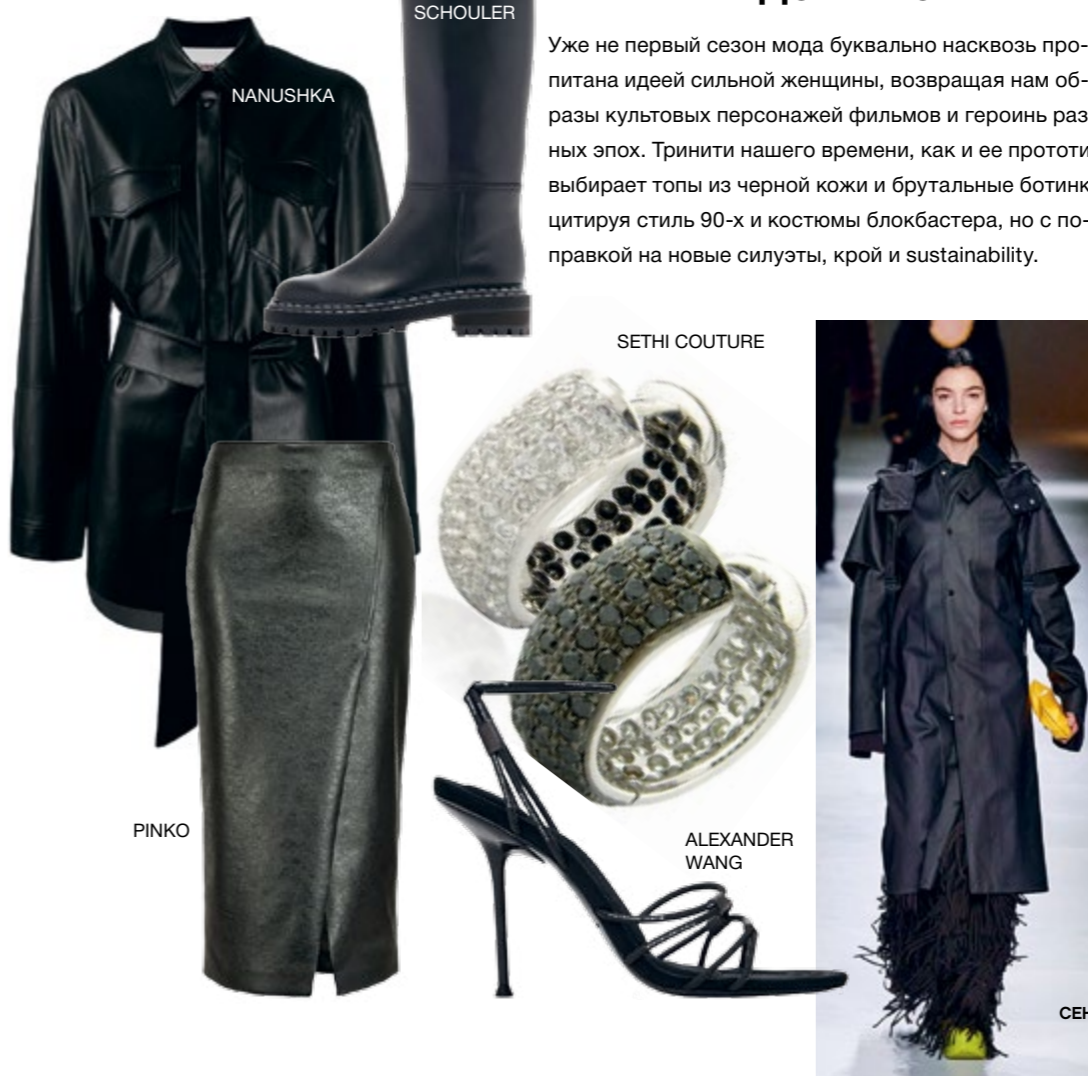 SCHOULER
NANUSHKA
Уже не первый сезон мода буквально насквозь про-
питана идеей сильной женщины, возвращая нам об-
разы культовых персонажей фильмов и героинь раз
ных эпох. Тринити нашего времени, как и ее прототи
выбирает топы из черной кожи и брутальные ботинк
цитируя стиль 90-х и костюмы блокбастера, но с по-
правкой на новые силуэты, крой и sustainability.
SETHI COUTURE
PINKO
ALEXANDER
WANG
СЕН